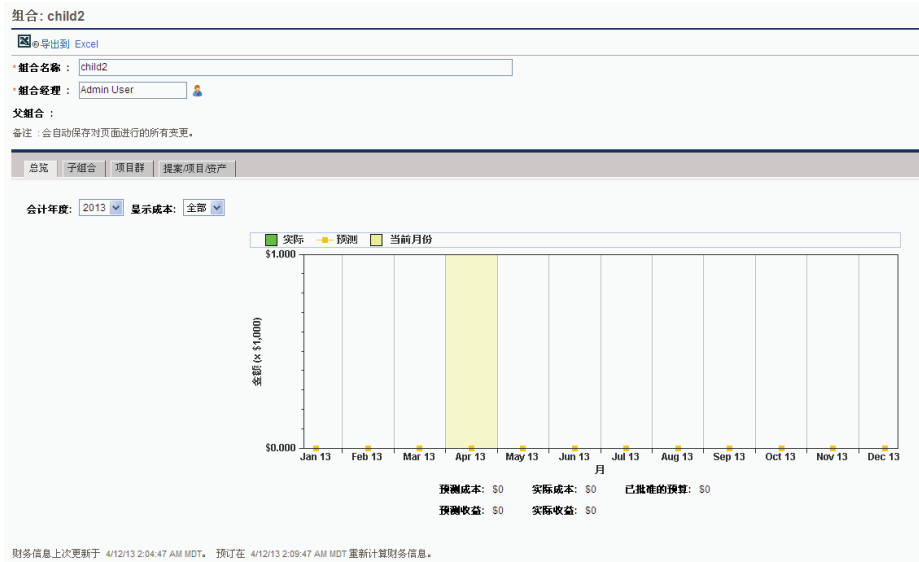 组合: child2
导出到 Excel
*组合名称 : child2
*组合经理 : Admin User
父组合 :
备注 :会自动保存对页面进行的所有变更。
总览 子组合 项目群 提案/项目/资产
会计年度: 2013 显示成本: 全部
实际 预测 当前月份
$1.000
金额 (x $1,000)
$0.000
Jan 13 Feb 13 Mar 13 Apr 13 May 13 Jun 13 Jul 13 Aug 13 Sep 13 Oct 13 Nov 13 Dec 13
月
预测成本: $0 实际成本: $0 已批准的预算: $0
预测收益: $0 实际收益: $0
财务信息上次更新于 4/12/13 2:04:47 AM MDT。 预订在 4/12/13 2:09:47 AM MDT 重新计算财务信息。